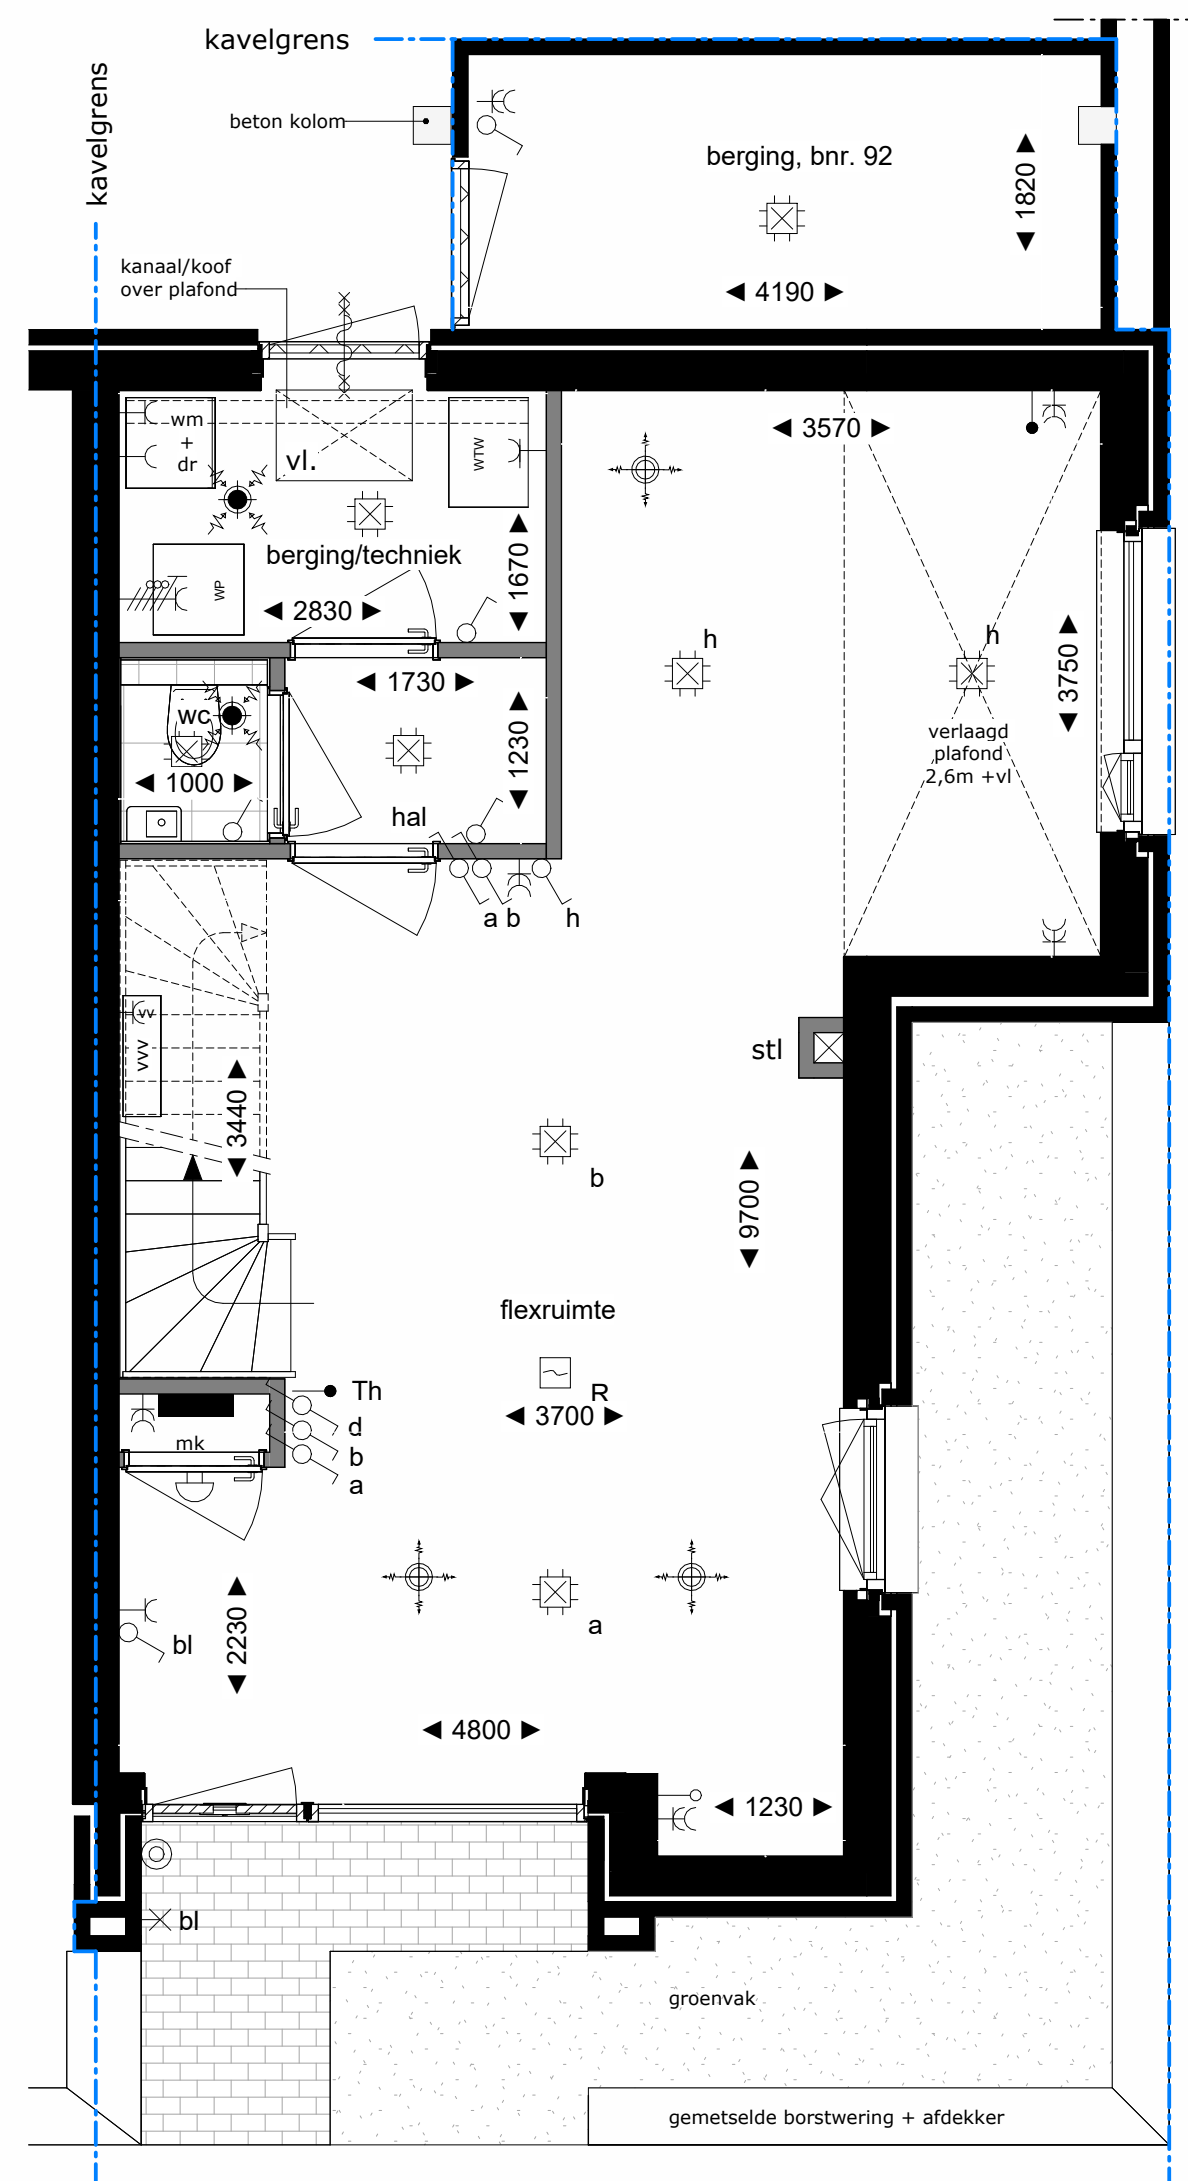 kavelgrens
kavelgrens
beton kolom
berging, bnr. 92
1820
kanaal/koof
over plafond
4190
wm
+
dr
vl.
WTW
3570
berging/techniek
1670
WP
2830
h
h
1730
3750
wc
1230
verlaagd
plafond
2,6m +vl
1000
hal
a b
h
vv
vvv
stl
3440
b
9700
flexruimte
Th
R
d
3700
mk
b
a
2230
a
bl
4800
1230
bl
groenvak
gemetselde borstwering + afdekker